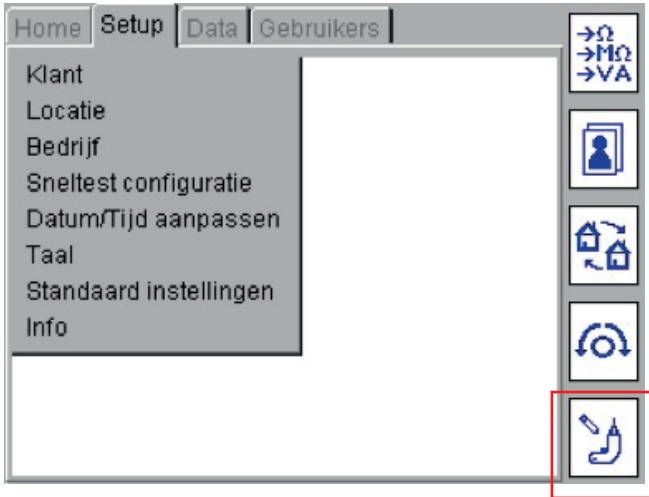 Home Setup Data Gebruikers
Klant
Locatie
Bedrijf
Sneltest configuratie
Datum/Tijd aanpassen
Taal
Standaard instellingen
Info
→Ω
→MΩ
→VA